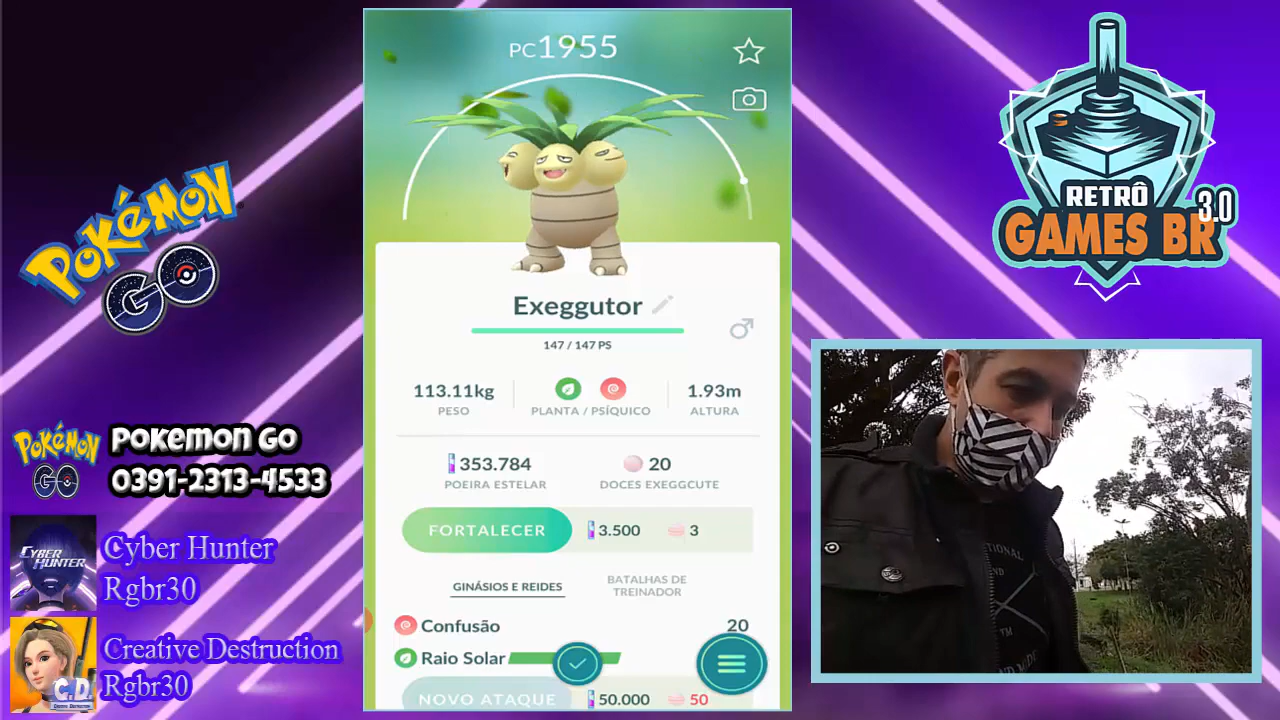 POKÉMON
GO
POKÉMON
GO
Pokemon Go
0391-2313-4533
CYBER
HUNTER
Cyber Hunter
Rgbr30
C.D.
Creative Destruction
Rgbr30
PC1955
Exeggutor
147 / 147 PS
113.11kg
PESO
PLANTA / PSÍQUICO
1.93m
ALTURA
353.784
POEIRA ESTELAR
20
DOCES EXEGGCUTE
FORTALECER
3.500
3
GINÁSIOS E REIDES
BATALHAS DE
TREINADOR
Confusão
20
Raio Solar
NOVO ATAQUE
50.000
50
RETRÔ
GAMES BR
3.0